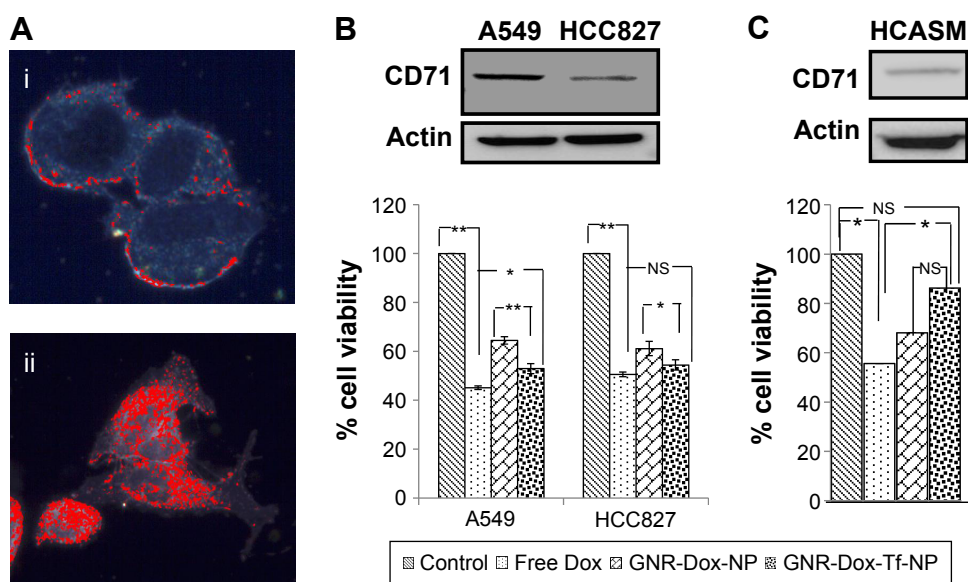 A
i
ii
B
A549 HCC827
CD71
Actin
% cell viability
120
100
80
60
40
20
0
**
*
**
**
NS
*
A549
HCC827
C
HCASM
CD71
Actin
% cell viability
120
100
80
60
40
20
0
NS
*
*
NS
Control Free Dox GNR-Dox-NP GNR-Dox-Tf-NP